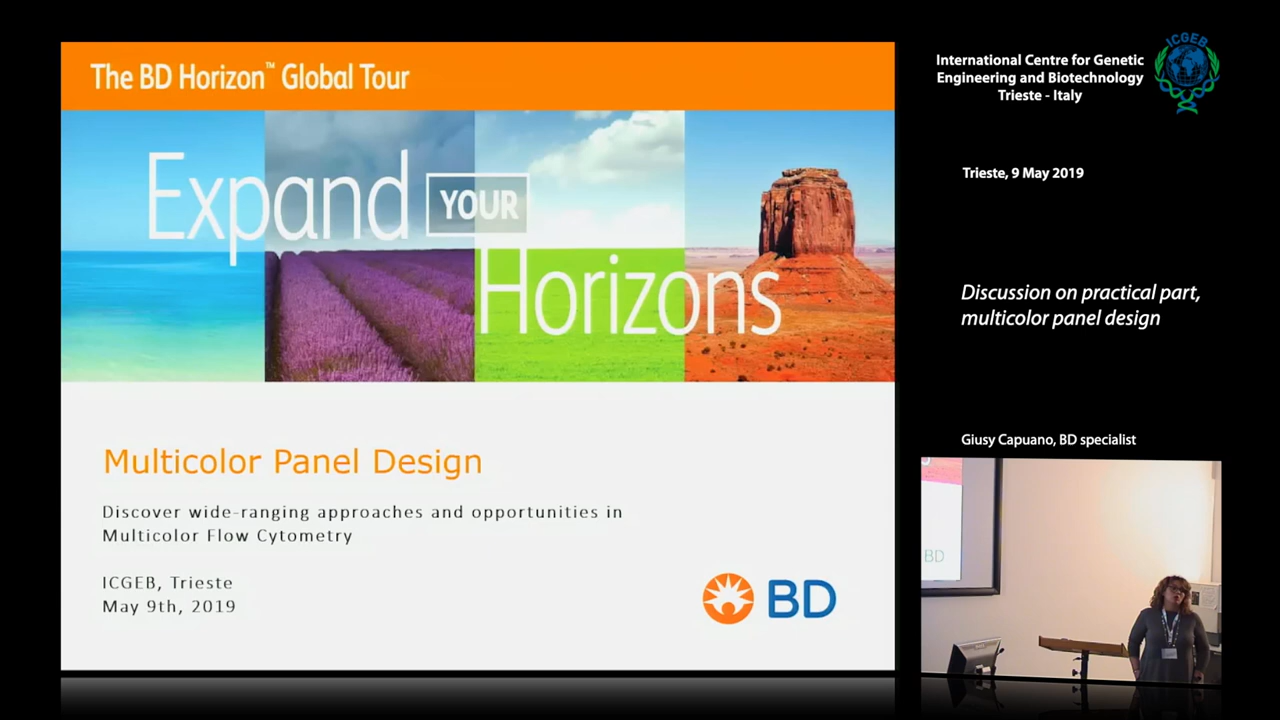 The BD Horizon™ Global Tour
Expand YOUR
Horizons
Multicolor Panel Design
Discover wide-ranging approaches and opportunities in
Multicolor Flow Cytometry
ICGEB, Trieste
May 9th, 2019
BD
International Centre for Genetic
Engineering and Biotechnology
Trieste - Italy
ICGEB
Trieste, 9 May 2019
Discussion on practical part,
multicolor panel design
Giusy Capuano, BD specialist
BD